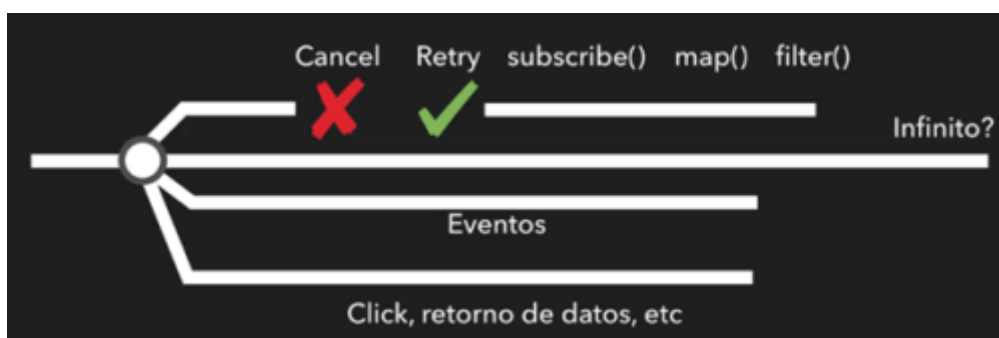 Cancel Retry subscribe() map() filter()
Infinito?
Eventos
Click, retorno de datos, etc